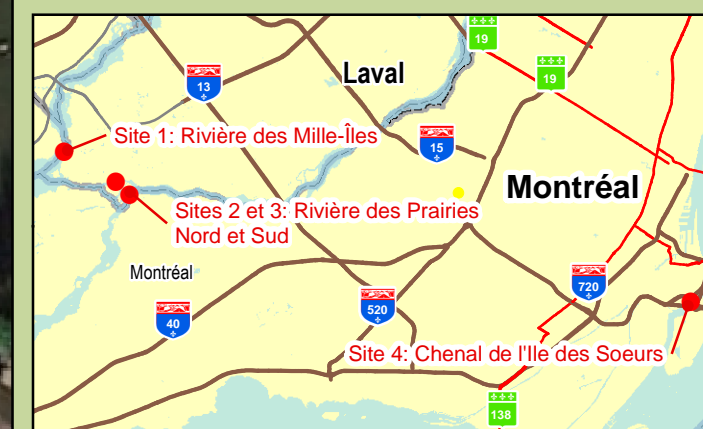 19
19
13
Laval
Site 1: Rivière des Mille-Îles
15
Montréal
Sites 2 et 3: Rivière des Prairies
Nord et Sud
Montréal
720
40
520
Site 4: Chenal de l'Ile des Soeurs
138